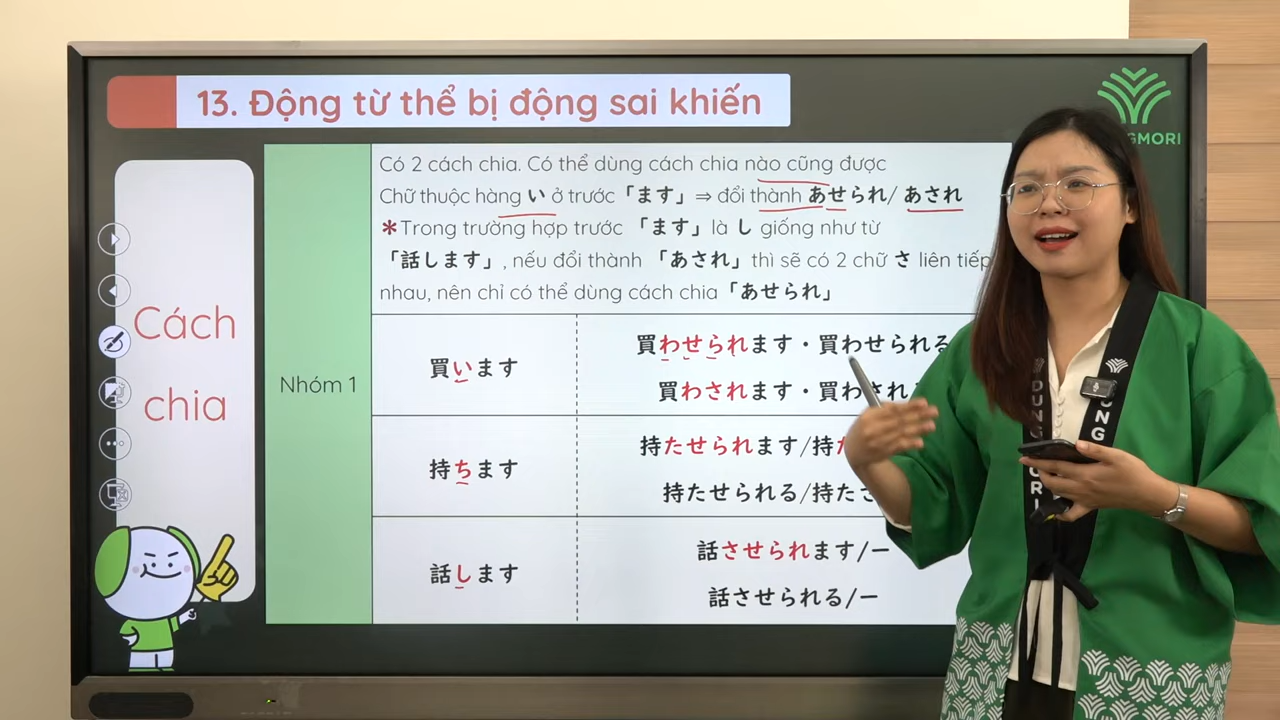 13. Động từ thể bị động sai khiến
GMORI
Cách
chia
Nhóm 1
Có 2 cách chia. Có thể dùng cách chia nào cũng được
Chữ thuộc hàng い ở trước「ます」⇒ đổi thành あせられ/ あされ
*Trong trường hợp trước 「ます」là し giống như từ
「話します」, nếu đổi thành 「あされ」thì sẽ có 2 chữ さ liên tiếp
nhau, nên chỉ có thể dùng cách chia「あせられ」
買います
買わせられます・買わせられる
買わされます・買わされ
持ちます
持たせられます/持た
持たせられる/持たさ
話します
話させられます/ー
話させられる/ー
DUNG
ORI
ONG